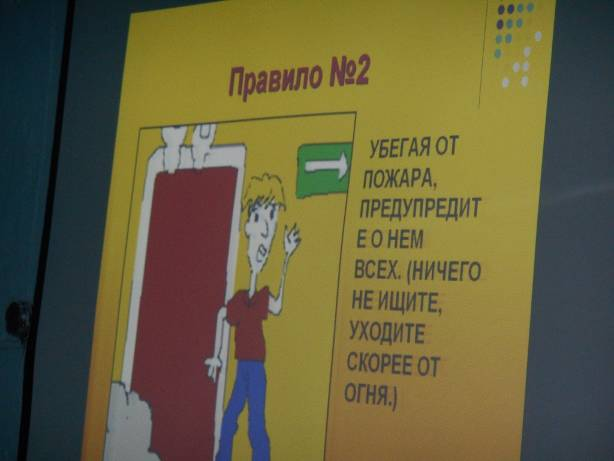 Правило №2
УБЕГАЯ ОТ
ПОЖАРА,
ПРЕДУПРЕДИТ
Е О НЕМ
ВСЕХ. (НИЧЕГО
НЕ ИЩИТЕ,
УХОДИТЕ
СКОРЕЕ ОТ
ОГНЯ.)